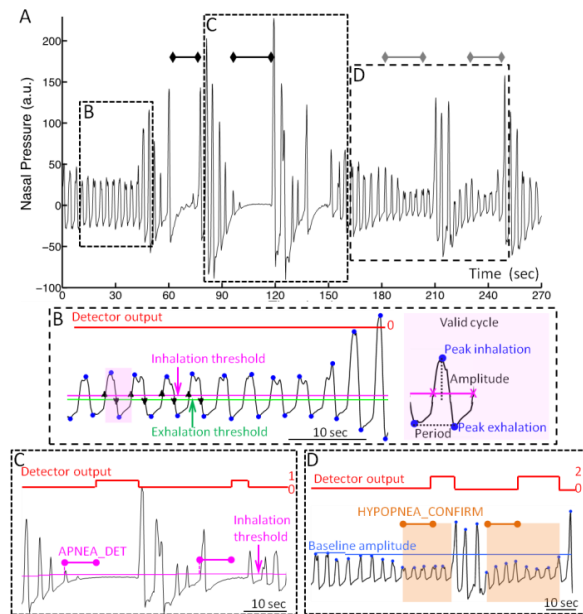 A
C
D
B
Nasal Pressure (a.u.)
200
150
100
50
0
−50
−100
0 30 60 90 120 150 180 210 240 270
Time (sec)
B
Detector output
0
Inhalation threshold
Exhalation threshold
10 sec
Valid cycle
Peak inhalation
Amplitude
Period
Peak exhalation
C
Detector output
1
0
APNEA_DET
Inhalation threshold
10 sec
D
Detector output
2
0
HYPOPNEA_CONFIRM
Baseline amplitude
10 sec